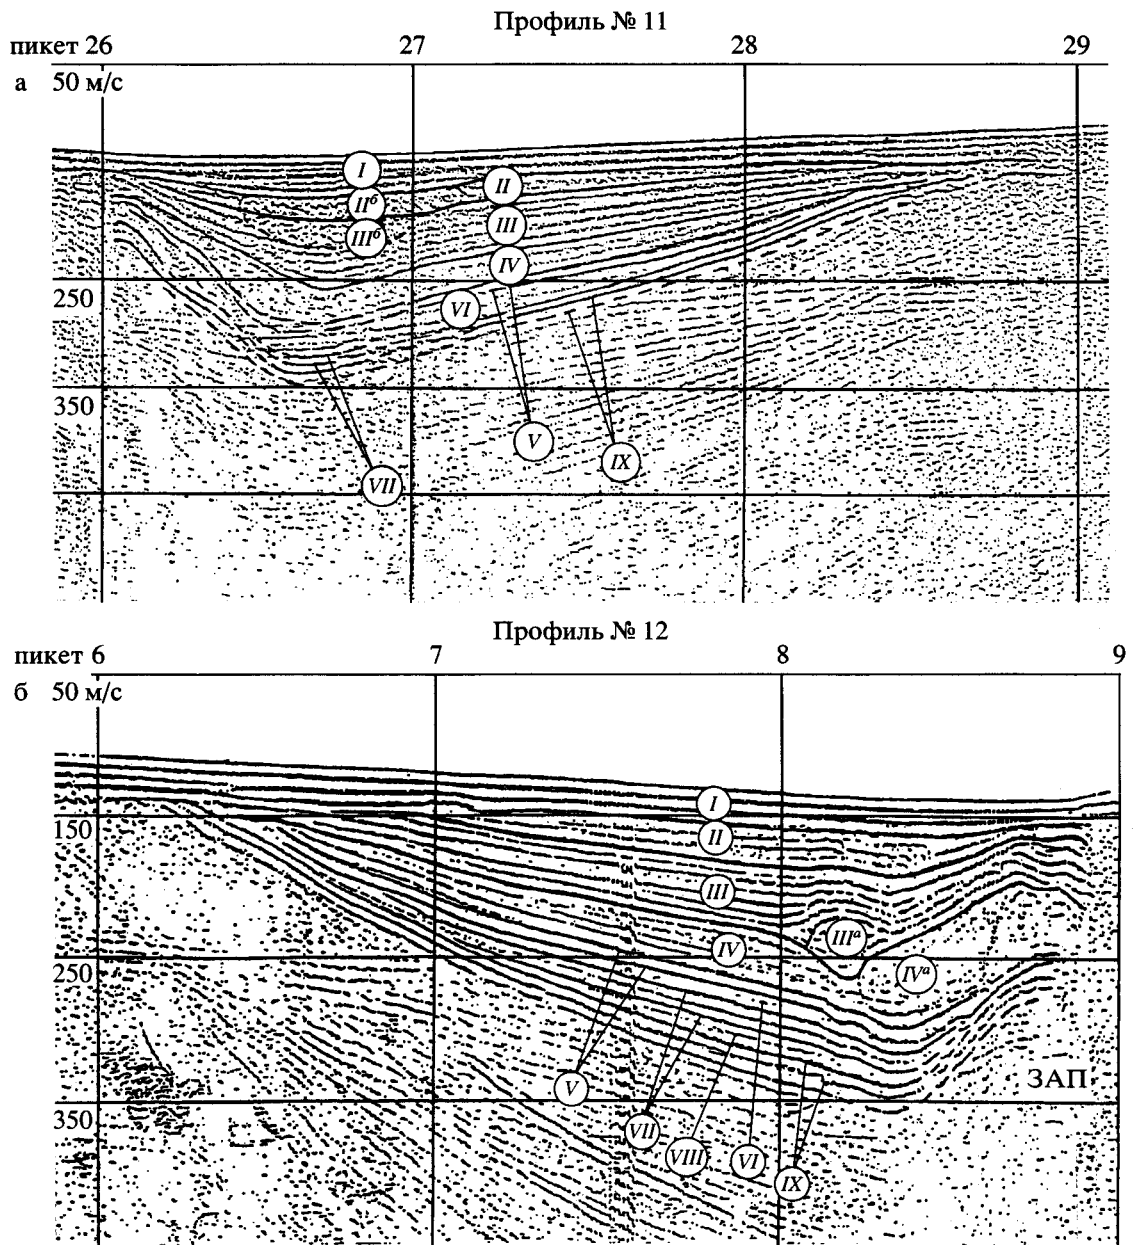 Профиль № 11
пикет 26 27 28 29
а 50 м/с
I
II
IIб
III
IIIб
IV
250
VI
350
V
IX
VII
Профиль № 12
пикет 6 7 8 9
б 50 м/с
I
150
II
III
IIIа
IV
250
IVа
ЗАП
V
350
VII
VIII
VI
IX